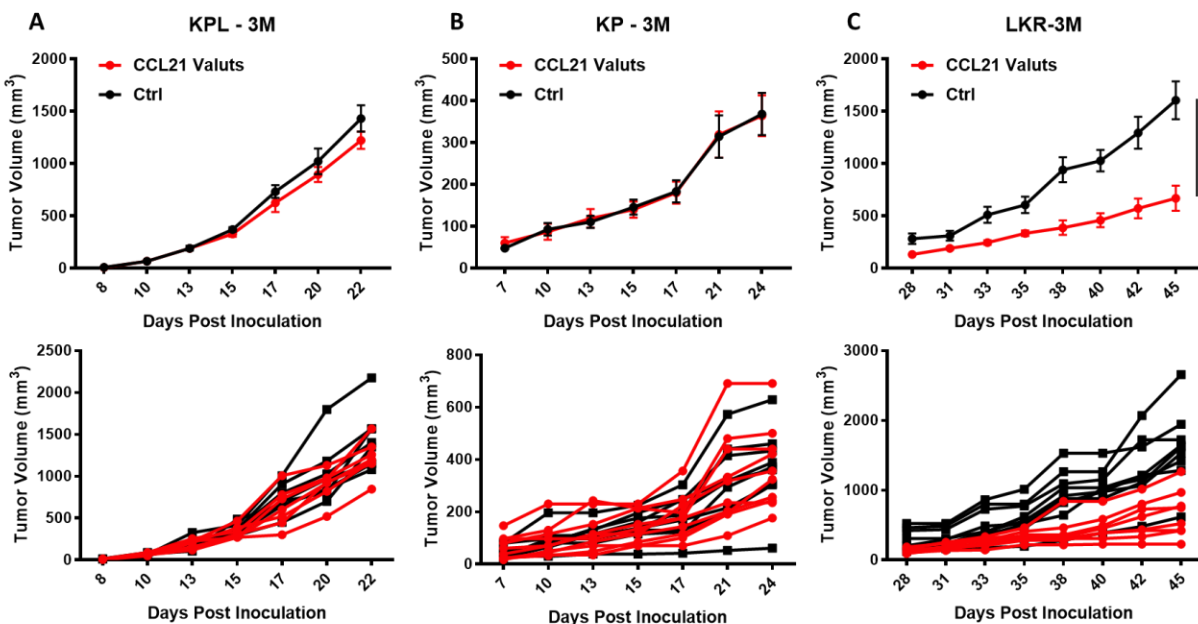 A
KPL - 3M
Tumor Volume (mm3)
2000
1500
1000
500
0
CCL21 Valuts
Ctrl
8 10 13 15 17 20 22
Days Post Inoculation
B
KP - 3M
Tumor Volume (mm3)
500
400
300
200
100
0
CCL21 Valuts
Ctrl
7 10 13 15 17 21 24
Days Post Inoculation
C
LKR-3M
Tumor Volume (mm3)
2000
1500
1000
500
0
CCL21 Valuts
Ctrl
28 31 33 35 38 40 42 45
Days Post Inoculation
Tumor Volume (mm3)
2500
2000
1500
1000
500
0
8 10 13 15 17 20 22
Days Post Inoculation
Tumor Volume (mm3)
800
600
400
200
0
7 10 13 15 17 21 24
Days Post Inoculation
Tumor Volume (mm3)
3000
2000
1000
0
28 31 33 35 38 40 42 45
Days Post Inoculation